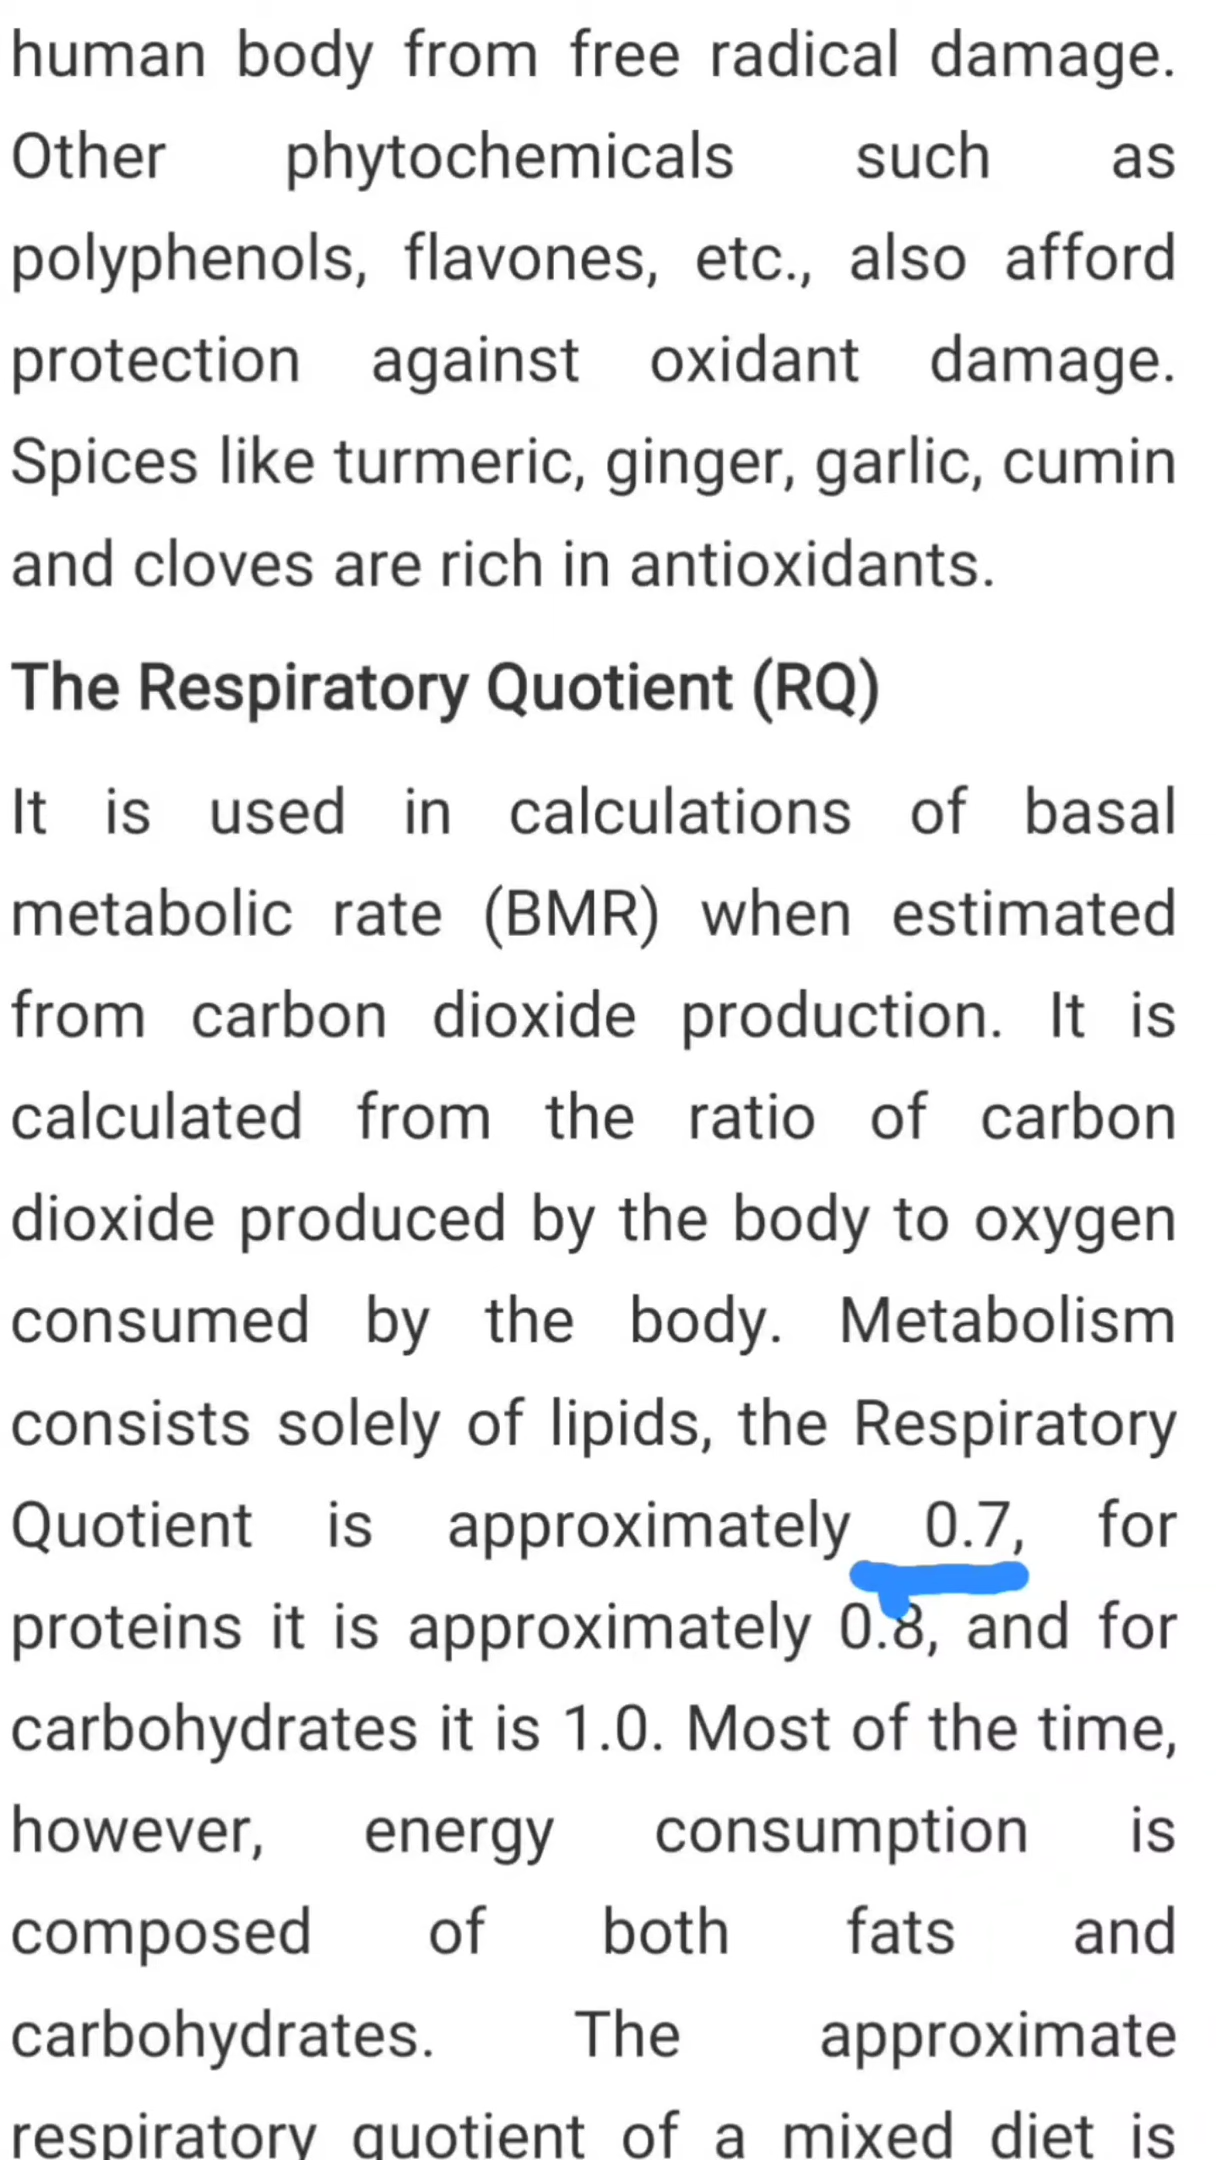 human body from free radical damage.
Other phytochemicals such as
polyphenols, flavones, etc., also afford
protection against oxidant damage.
Spices like turmeric, ginger, garlic, cumin
and cloves are rich in antioxidants.
The Respiratory Quotient (RQ)
It is used in calculations of basal
metabolic rate (BMR) when estimated
from carbon dioxide production. It is
calculated from the ratio of carbon
dioxide produced by the body to oxygen
consumed by the body. Metabolism
consists solely of lipids, the Respiratory
Quotient is approximately 0.7, for
proteins it is approximately 0.8, and for
carbohydrates it is 1.0. Most of the time,
however, energy consumption is
composed of both fats and
carbohydrates. The approximate
respiratory quotient of a mixed diet is